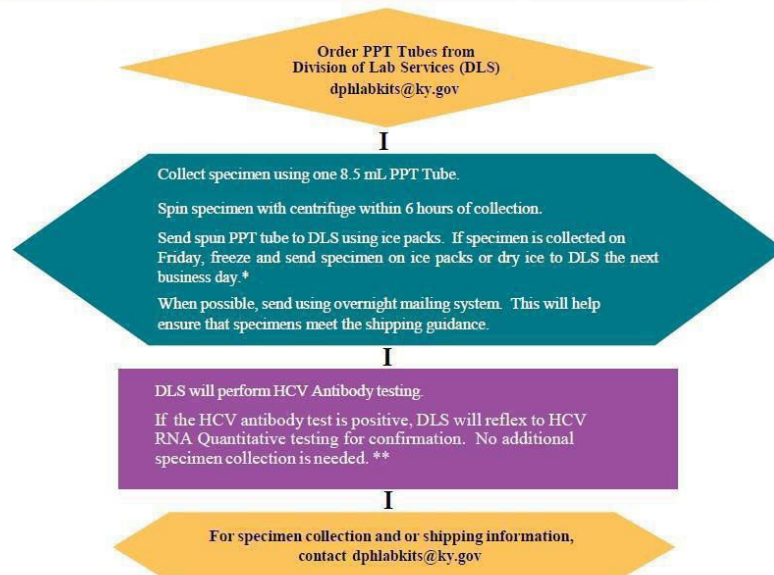 Order PPT Tubes from
Division of Lab Services (DLS)
dphlabkits@ky.gov
I
Collect specimen using one 8.5 mL PPT Tube.
Spin specimen with centrifuge within 6 hours of collection.
Send spun PPT tube to DLS using ice packs. If specimen is collected on
Friday, freeze and send specimen on ice packs or dry ice to DLS the next
business day.*
When possible, send using overnight mailing system. This will help
ensure that specimens meet the shipping guidance.
I
DLS will perform HCV Antibody testing.
If the HCV antibody test is positive, DLS will reflex to HCV
RNA Quantitative testing for confirmation. No additional
specimen collection is needed. **
I
For specimen collection and or shipping information,
contact dphlabkits@ky.gov